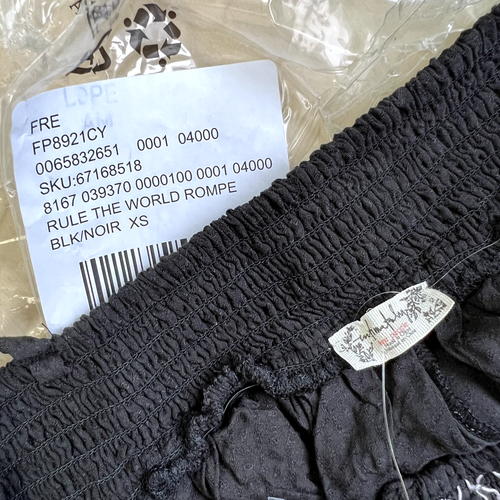 FRE
FP8921CY
0065832651 0001 04000
SKU:67168518
8167 039370 0000100 0001 04000
RULE THE WORLD ROMPE
BLK/NOIR XS